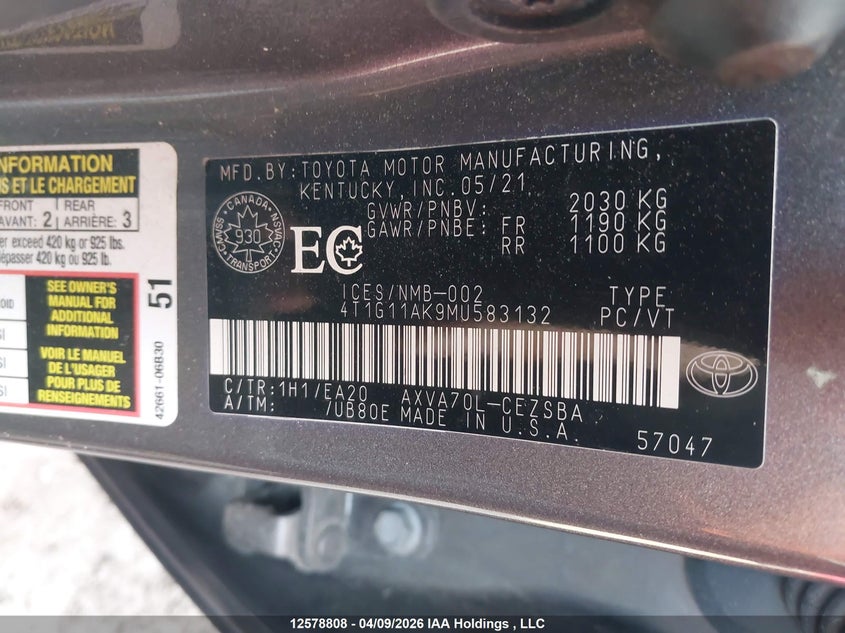 INFORMATION
IS ET LE CHARGEMENT
FRONT
AVANT: 2
REAR
ARRIÈRE: 3
er exceed 420 kg or 925 lbs.
dépasser 420 kg ou 925 lb.
SEE OWNER'S
MANUAL FOR
ADDITIONAL
INFORMATION
VOIR LE MANUEL
DE L'USAGER
POUR PLUS DE
RENSEIGNEMENTS
51
42661-06B30
MFD.BY:TOYOTA MOTOR MANUFACTURING,
KENTUCKY,INC.05/21
GVWR/PNBV: 2030 KG
GAWR/PNBE: FR 1190 KG
RR 1100 KG
CANADA
NSVAC
TRANSPORT
CMVSS
930
EC
ICES/NMB-002
4T1G11AK9MU583132
TYPE
PC/VT
C/TR:1H1/EA20 AXVA70L-CEZSBA
A/TM: /UB80E MADE IN U.S.A.
57047
12578808 - 04/09/2026 IAA Holdings , LLC